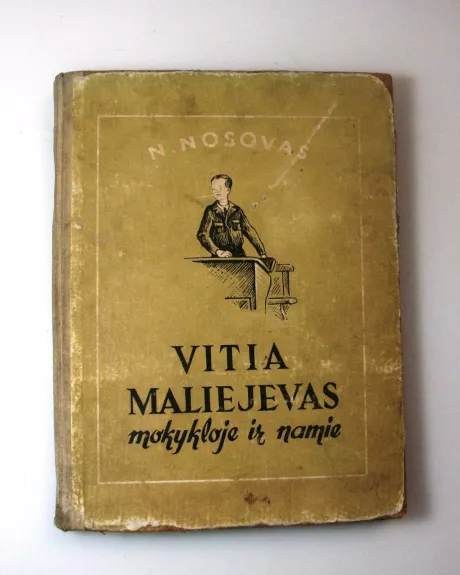 N. NOSOVAS
VITIA
MALIEJEVAS
mokykloje ir namie